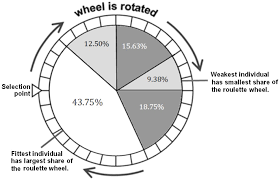 wheel is rotated
12.50%
15.63%
Selection
point
9.38%
Weakest individual
has smallest share of
the roulette wheel.
43.75%
18.75%
Fittest individual
has largest share of
the roulette wheel.